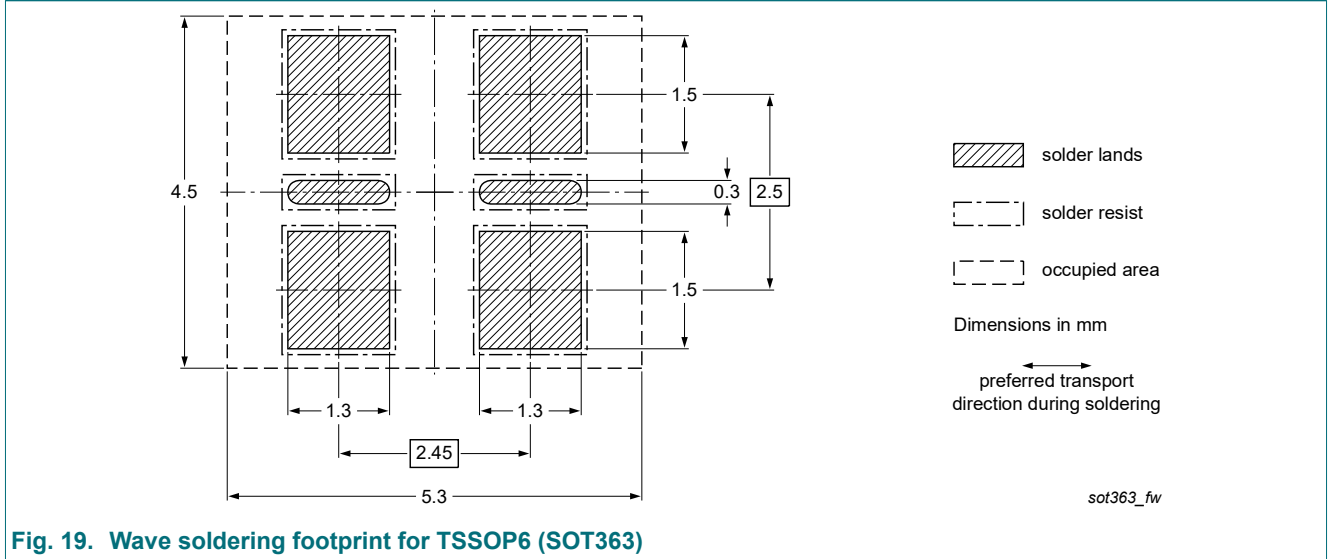 1.5
solder lands
4.5
0.3
2.5
solder resist
occupied area
1.5
Dimensions in mm
preferred transport
direction during soldering
1.3
1.3
2.45
5.3
sot363_fw
Fig. 19. Wave soldering footprint for TSSOP6 (SOT363)